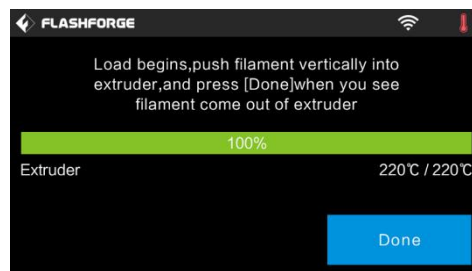 FLASHFORGE
Load begins,push filament vertically into
extruder,and press [Done]when you see
filament come out of extruder
100%
Extruder 220℃ / 220℃
Done